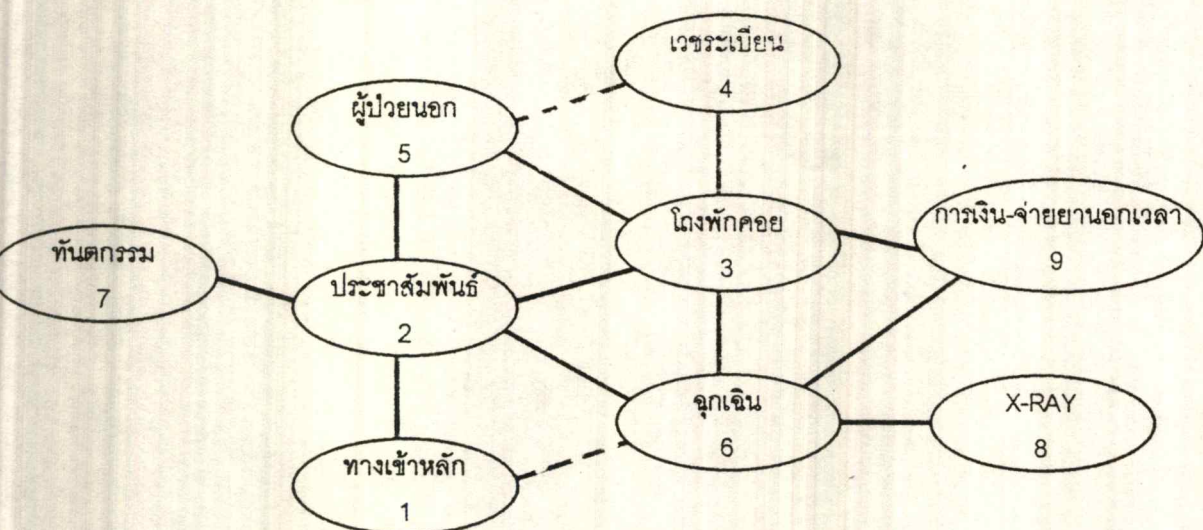 เวชระเบียน
4
ผู้ป่วยนอก
5
โถงพักคอย
3
การเงิน-จ่ายยานอกเวลา
9
ทันตกรรม
7
ประชาสัมพันธ์
2
ฉุกเฉิน
6
X-RAY
8
ทางเข้าหลัก
1